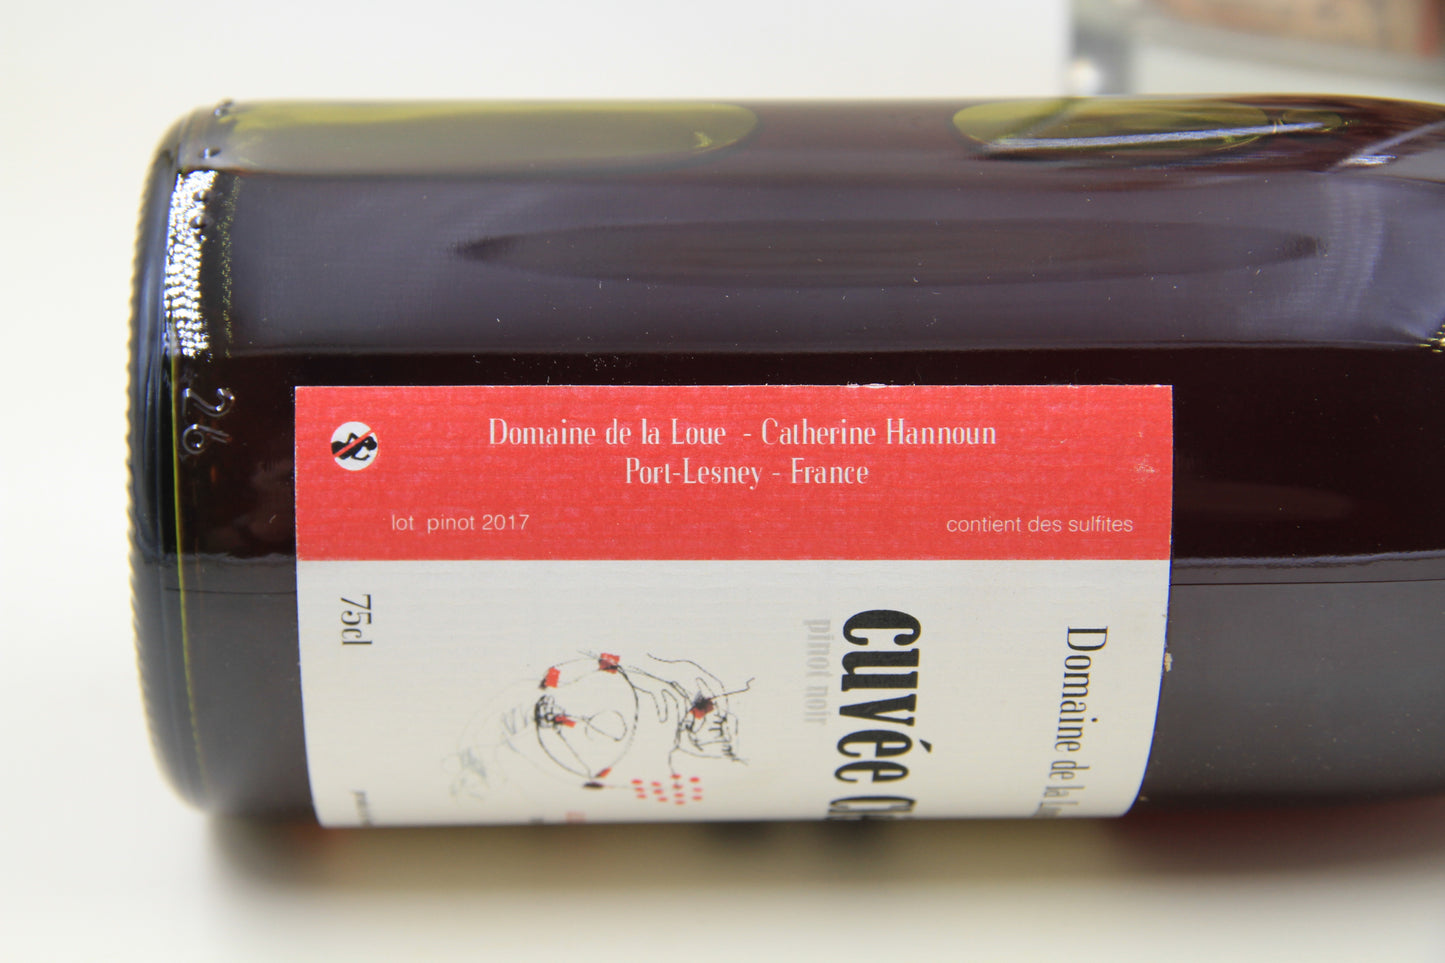 Domaine de la Loue - Catherine Hannoun
Port-Lesney - France
lot pinot 2017
contient des sulfites
Domaine de la
cuvée
pinot noir
75cl
26